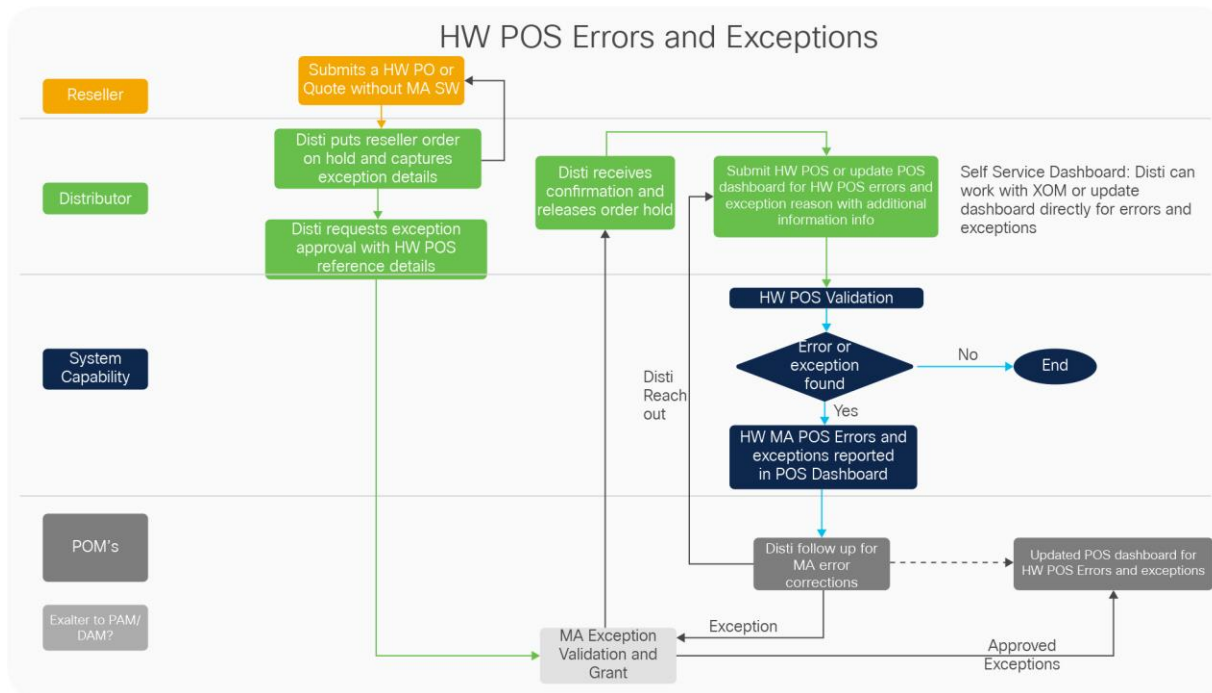 HW POS Errors and Exceptions
Reseller
Submits a HW PO or
Quote without MA SW
Distributor
Disti puts reseller order
on hold and captures
exception details
Disti requests exception
approval with HW POS
reference details
Disti receives
confirmation and
releases order hold
Submit HW POS or update POS
dashboard for HW POS errors and
exception reason with additional
information info
Self Service Dashboard: Disti can
work with XOM or update
dashboard directly for errors and
exceptions
System
Capability
HW POS Validation
Error or
exception
found
No
End
Yes
Disti
Reach
out
HW MA POS Errors and
exceptions reported
in POS Dashboard
POM's
Disti follow up for
MA error
corrections
Updated POS dashboard for
HW POS Errors and exceptions
Exalter to PAM/
DAM?
MA Exception
Validation and
Grant
Exception
Approved
Exceptions